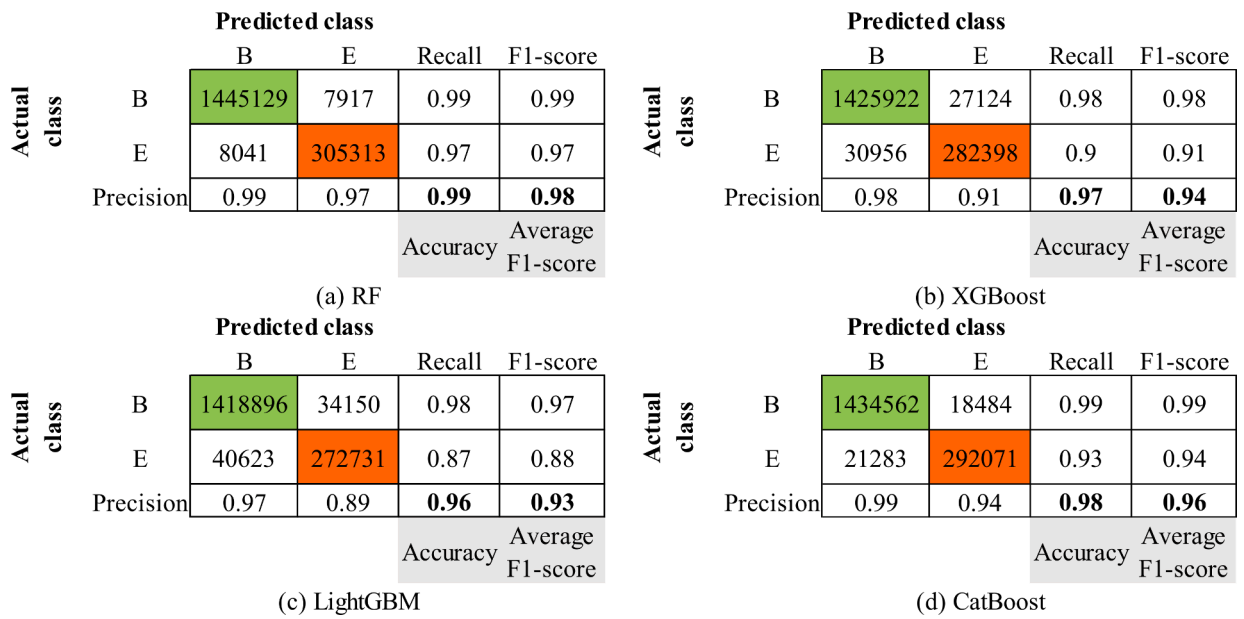 Predicted class
B E Recall F1-score
Actual class
B 1445129 7917 0.99 0.99
E 8041 305313 0.97 0.97
Precision 0.99 0.97 0.99 0.98
Accuracy Average F1-score
(a) RF
Predicted class
B E Recall F1-score
Actual class
B 1425922 27124 0.98 0.98
E 30956 282398 0.9 0.91
Precision 0.98 0.91 0.97 0.94
Accuracy Average F1-score
(b) XGBoost
Predicted class
B E Recall F1-score
Actual class
B 1418896 34150 0.98 0.97
E 40623 272731 0.87 0.88
Precision 0.97 0.89 0.96 0.93
Accuracy Average F1-score
(c) LightGBM
Predicted class
B E Recall F1-score
Actual class
B 1434562 18484 0.99 0.99
E 21283 292071 0.93 0.94
Precision 0.99 0.94 0.98 0.96
Accuracy Average F1-score
(d) CatBoost